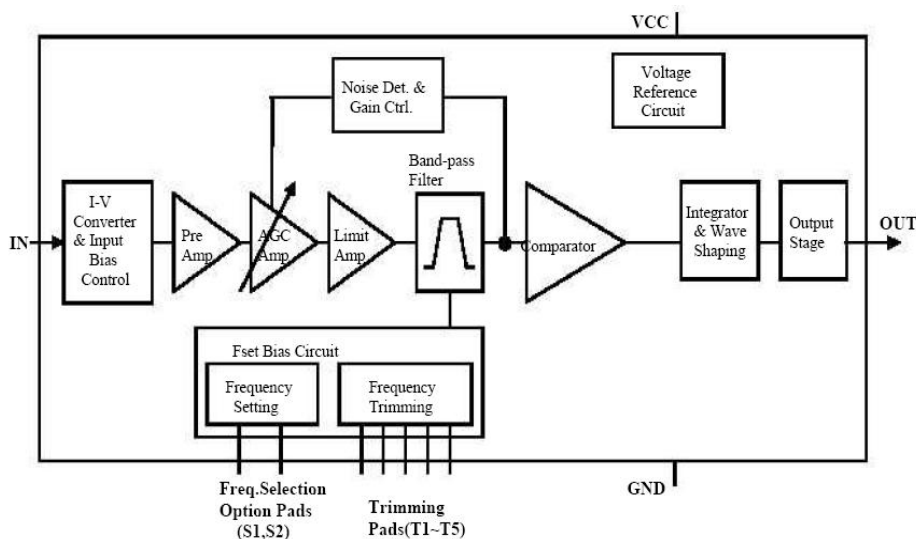 VCC
Noise Det. &
Gain Ctrl.
Voltage
Reference
Circuit
Band-pass
Filter
IN
I-V
Converter
& Input
Bias
Control
Pre
Amp
AGC
Amp
Limit
Amp
Comparator
Integrator
& Wave
Shaping
Output
Stage
OUT
Fset Bias Circuit
Frequency
Setting
Frequency
Trimming
Freq.Selection
Option Pads
(S1,S2)
Trimming
Pads(T1~T5)
GND